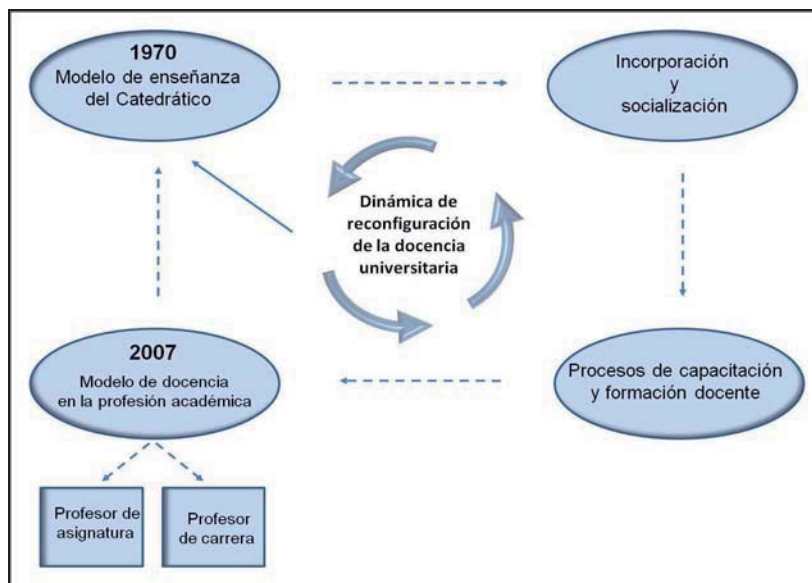 1970
Modelo de enseñanza
del Catedrático
Incorporación
y
socialización
Dinámica de
reconfiguración
de la docencia
universitaria
2007
Modelo de docencia
en la profesión académica
Procesos de capacitación
y formación docente
Profesor de
asignatura
Profesor
de carrera